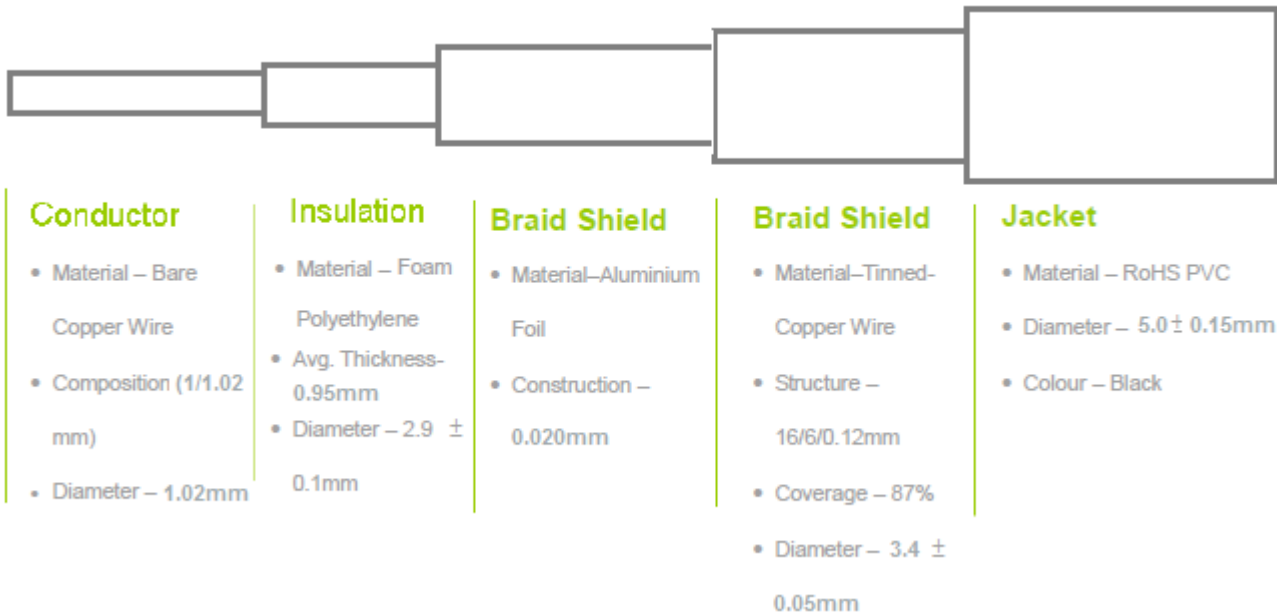 Conductor
• Material – Bare
Copper Wire
• Composition (1/1.02
mm)
• Diameter – 1.02mm
Insulation
• Material – Foam
Polyethylene
• Avg. Thickness-
0.95mm
• Diameter – 2.9 ±
0.1mm
Braid Shield
• Material–Aluminium
Foil
• Construction –
0.020mm
Braid Shield
• Material–Tinned-
Copper Wire
• Structure –
16/6/0.12mm
• Coverage – 87%
• Diameter – 3.4 ±
0.05mm
Jacket
• Material – RoHS PVC
• Diameter – 5.0 ± 0.15mm
• Colour – Black